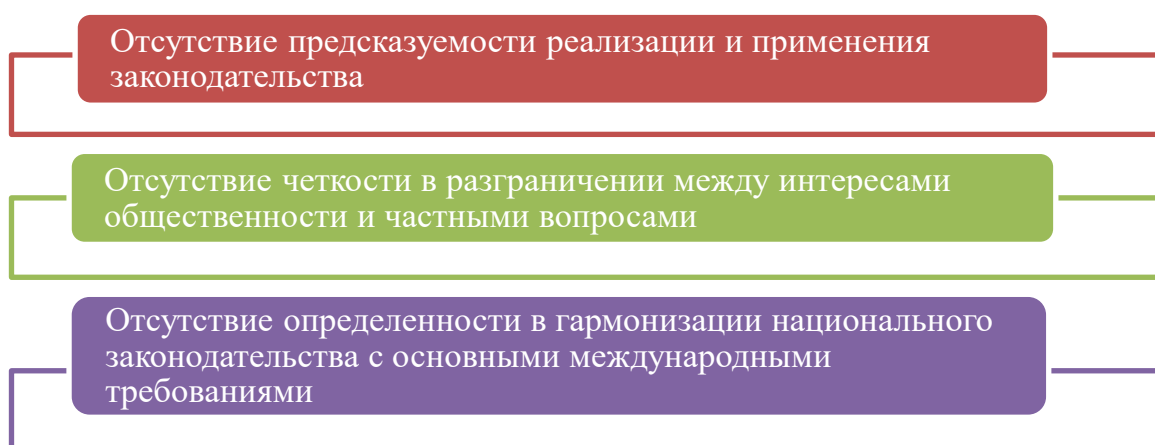 Отсутствие предсказуемости реализации и применения
законодательства
Отсутствие четкости в разграничении между интересами
общественности и частными вопросами
Отсутствие определенности в гармонизации национального
законодательства с основными международными
требованиями